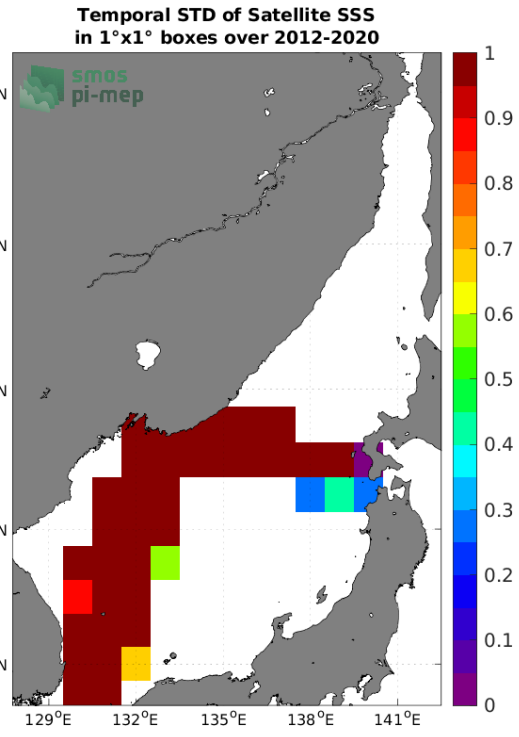 Temporal STD of Satellite SSS
in 1°x1° boxes over 2012-2020
smos
pi-mep
N
N
N
N
N
129°E
132°E
135°E
138°E
141°E
1
0.9
0.8
0.7
0.6
0.5
0.4
0.3
0.2
0.1
0